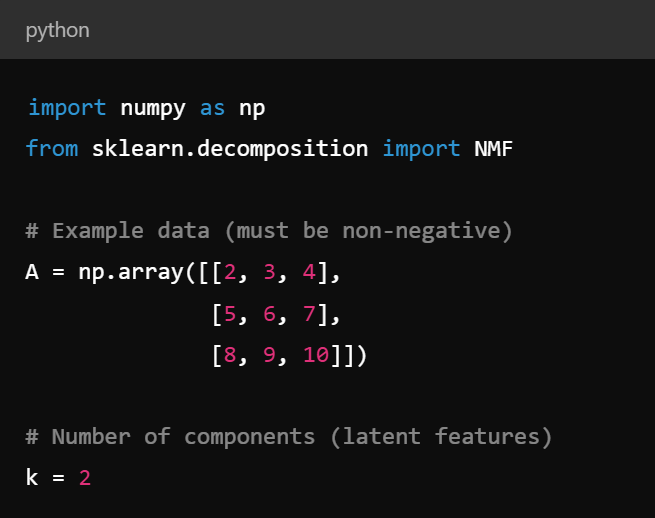 python
import numpy as np
from sklearn.decomposition import NMF
# Example data (must be non-negative)
A = np.array([[2, 3, 4],
              [5, 6, 7],
              [8, 9, 10]])
# Number of components (latent features)
k = 2